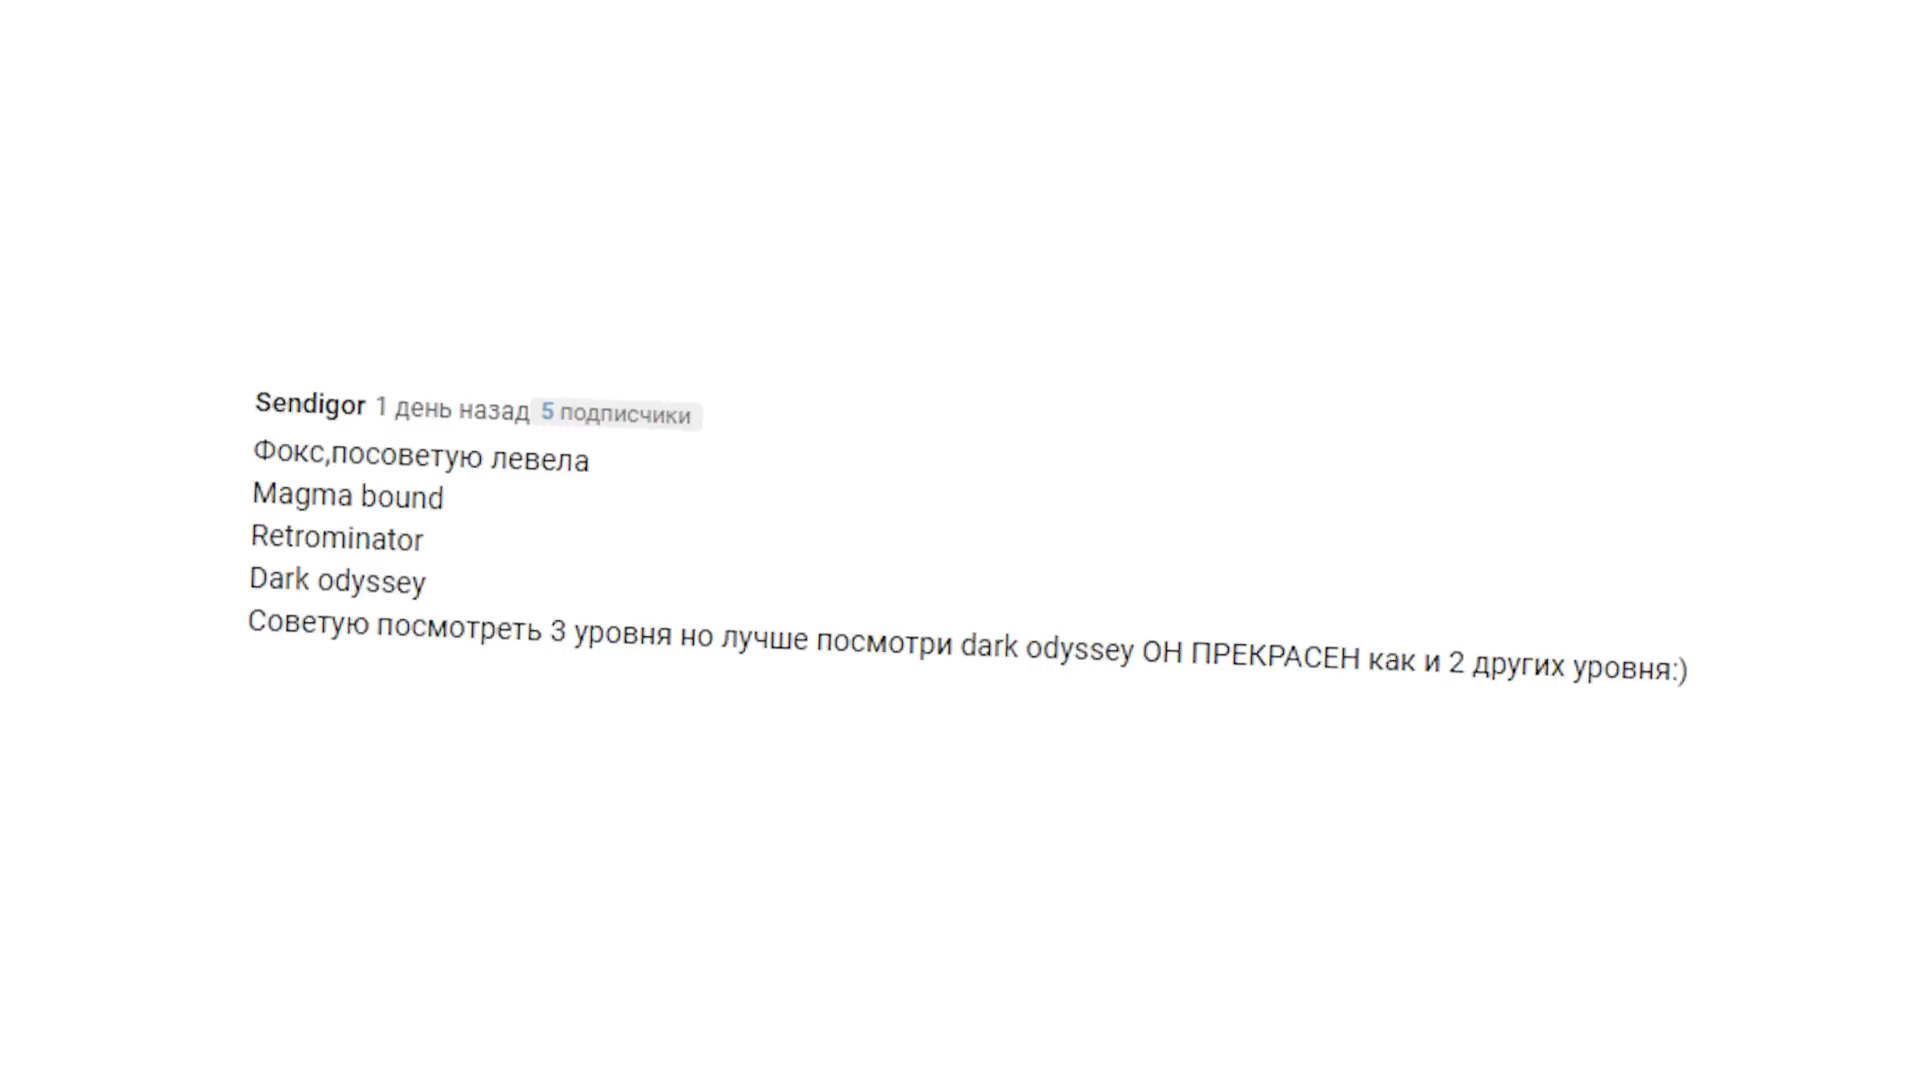 Sendigor 1 день назад 5 подписчики
Фокс,посоветую левела
Magma bound
Retrominator
Dark odyssey
Советую посмотреть 3 уровня но лучше посмотри dark odyssey ОН ПРЕКРАСЕН как и 2 других уровня:)